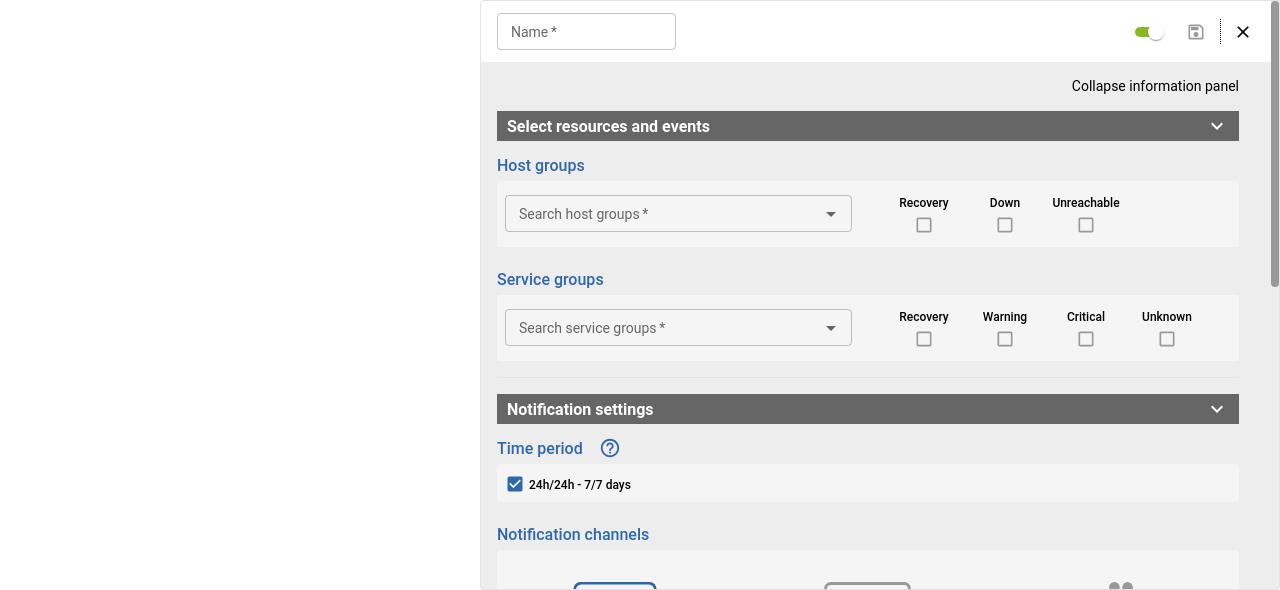 Name *
Collapse information panel
Select resources and events
Host groups
Search host groups *
Recovery Down Unreachable
Service groups
Search service groups *
Recovery Warning Critical Unknown
Notification settings
Time period
24h/24h - 7/7 days
Notification channels